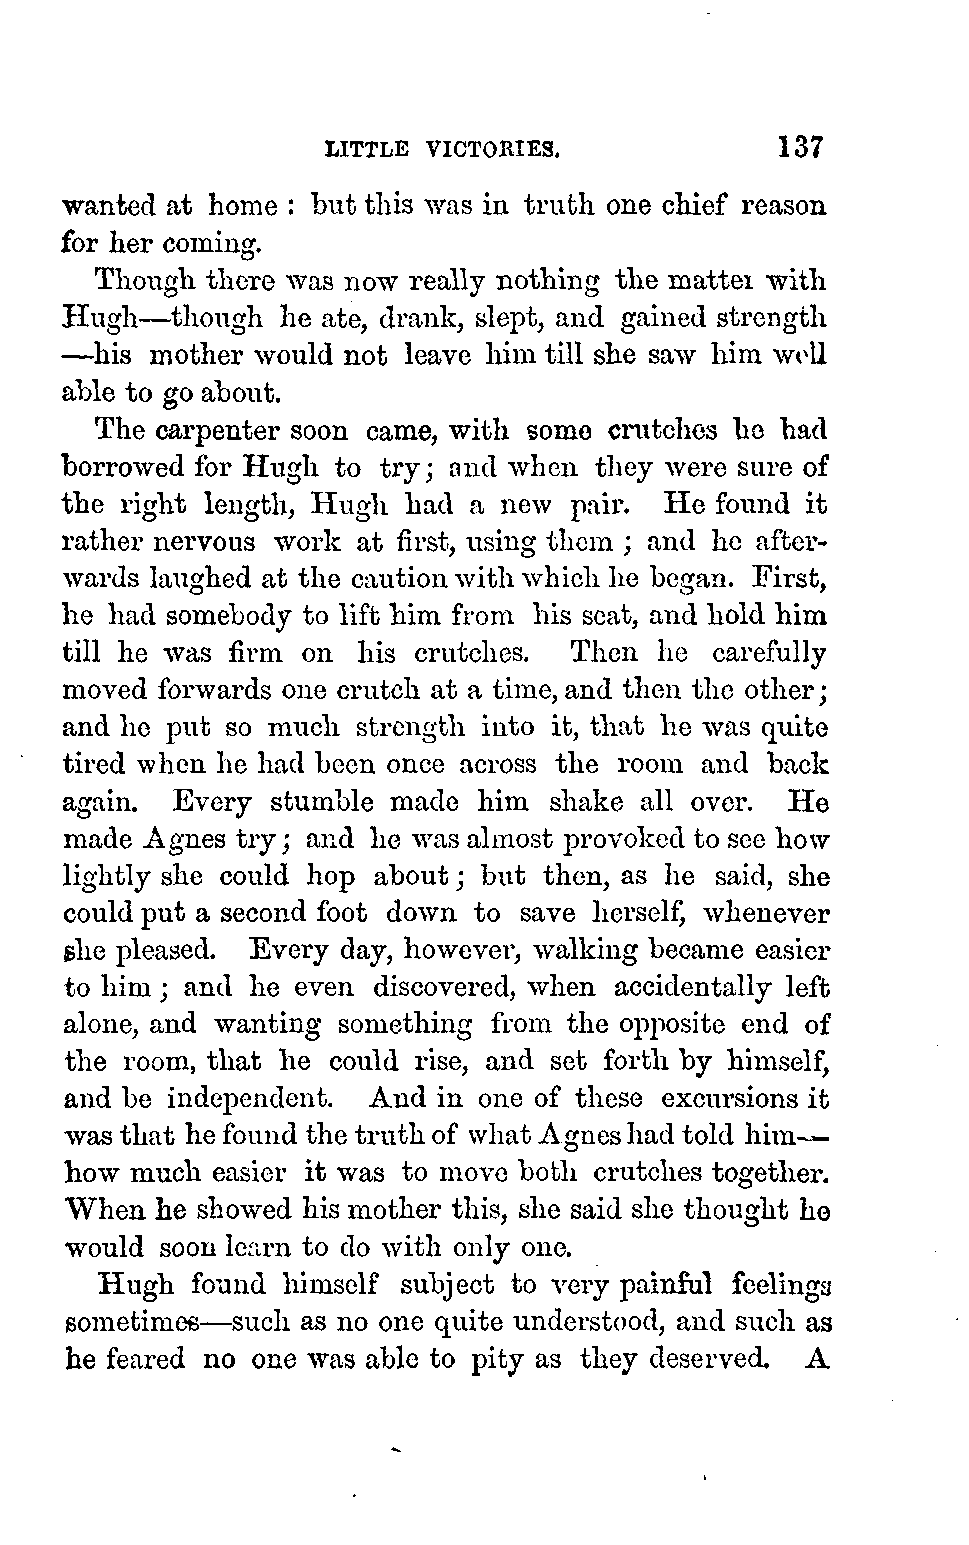 LITTLE VICTORIES. 137
wanted at home : but this was in truth one chief reason
for her coming.
Though there was now really nothing the matter with
Hugh—though he ate, drank, slept, and gained strength
—his mother would not leave him till she saw him well
able to go about.
The carpenter soon came, with some crutches he had
borrowed for Hugh to try; and when they were sure of
the right length, Hugh had a new pair. He found it
rather nervous work at first, using them ; and he after-
wards laughed at the caution with which he began. First,
he had somebody to lift him from his seat, and hold him
till he was firm on his crutches. Then he carefully
moved forwards one crutch at a time, and then the other;
and he put so much strength into it, that he was quite
tired when he had been once across the room and back
again. Every stumble made him shake all over. He
made Agnes try; and he was almost provoked to see how
lightly she could hop about; but then, as he said, she
could put a second foot down to save herself, whenever
she pleased. Every day, however, walking became easier
to him ; and he even discovered, when accidentally left
alone, and wanting something from the opposite end of
the room, that he could rise, and set forth by himself,
and be independent. And in one of these excursions it
was that he found the truth of what Agnes had told him—
how much easier it was to move both crutches together.
When he showed his mother this, she said she thought he
would soon learn to do with only one.
Hugh found himself subject to very painful feelings
sometimes—such as no one quite understood, and such as
he feared no one was able to pity as they deserved. A